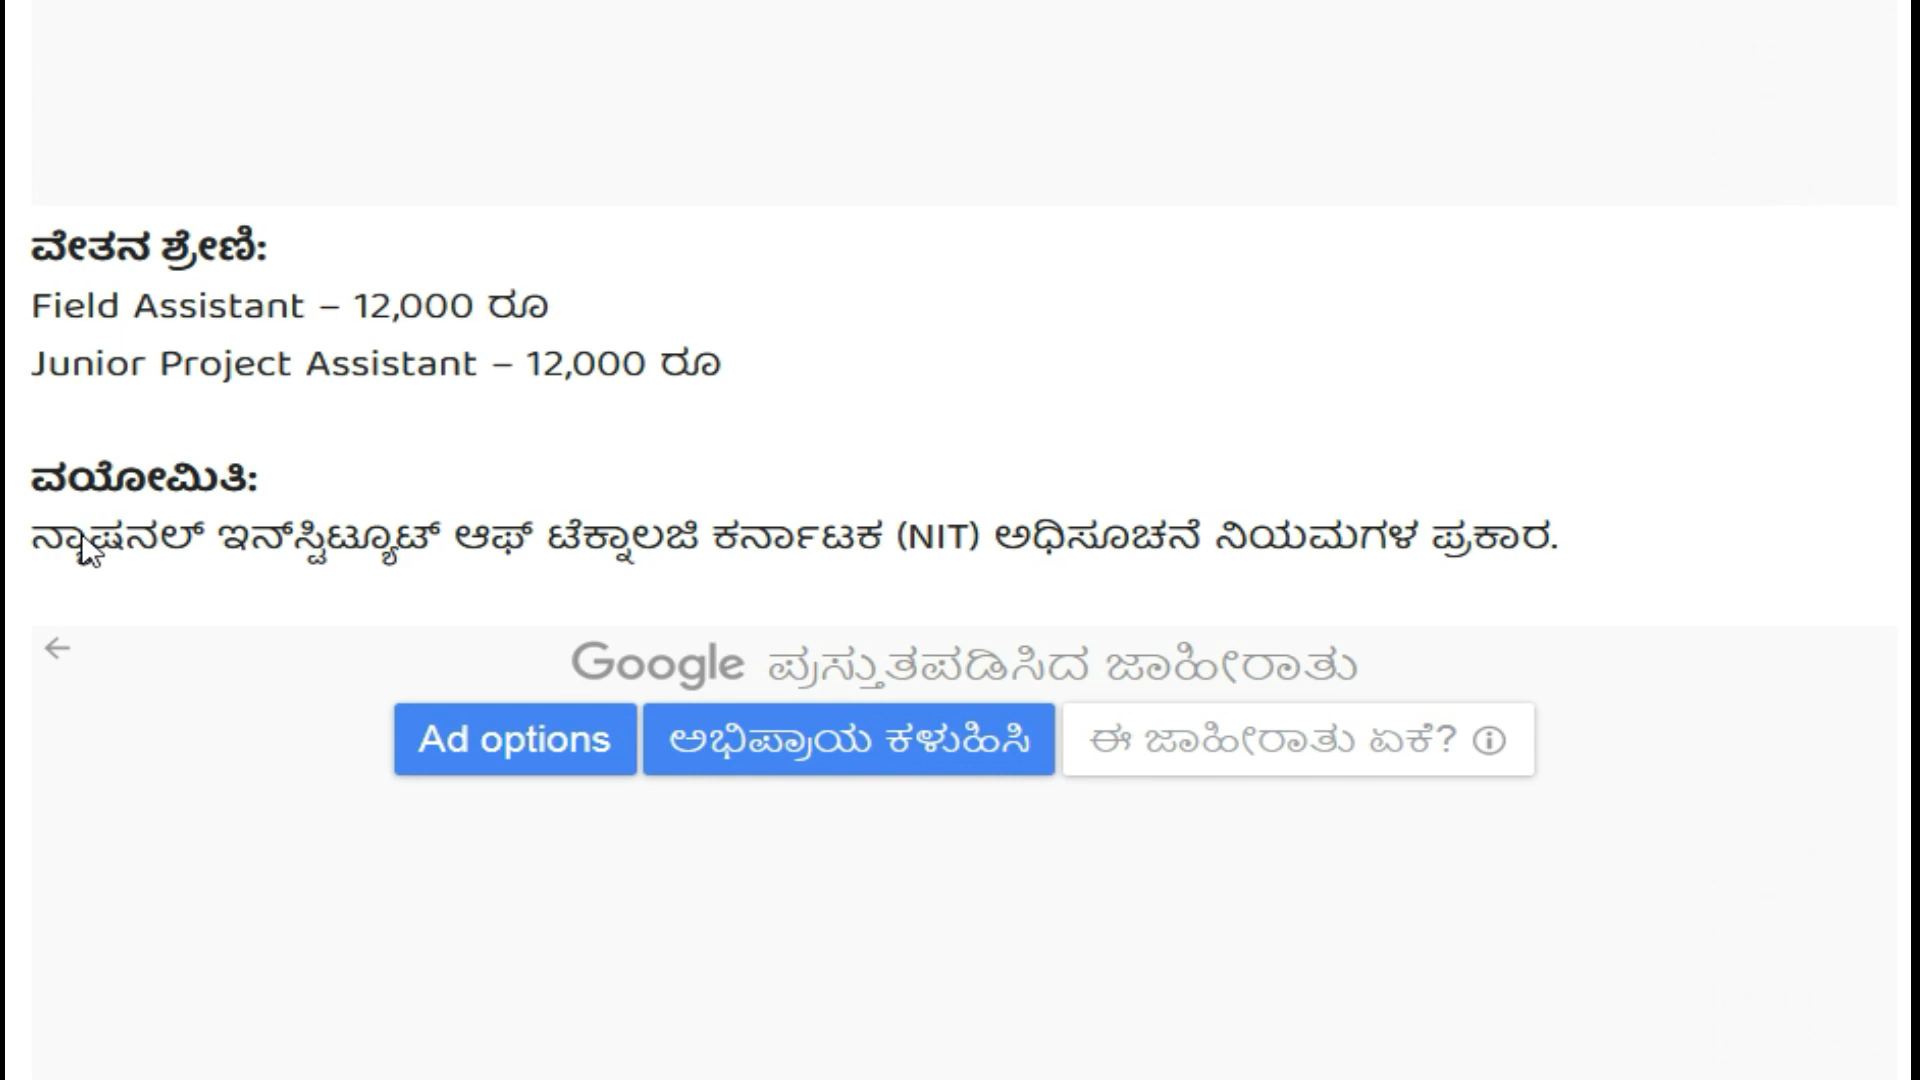 ವೇತನ ಶ್ರೇಣಿ:
Field Assistant – 12,000 ರೂ
Junior Project Assistant – 12,000 ರೂ
ವಯೋಮಿತಿ:
ನ್ಯಾಷನಲ್ ಇನ್‌ಸ್ಟಿಟ್ಯೂಟ್ ಆಫ್ ಟೆಕ್ನಾಲಜಿ ಕರ್ನಾಟಕ (NIT) ಅಧಿಸೂಚನೆ ನಿಯಮಗಳ ಪ್ರಕಾರ.
Google ಪ್ರಸ್ತುತಪಡಿಸಿದ ಜಾಹೀರಾತು
Ad options ಅಭಿಪ್ರಾಯ ಕಳುಹಿಸಿ ಈ ಜಾಹೀರಾತು ಏಕೆ?